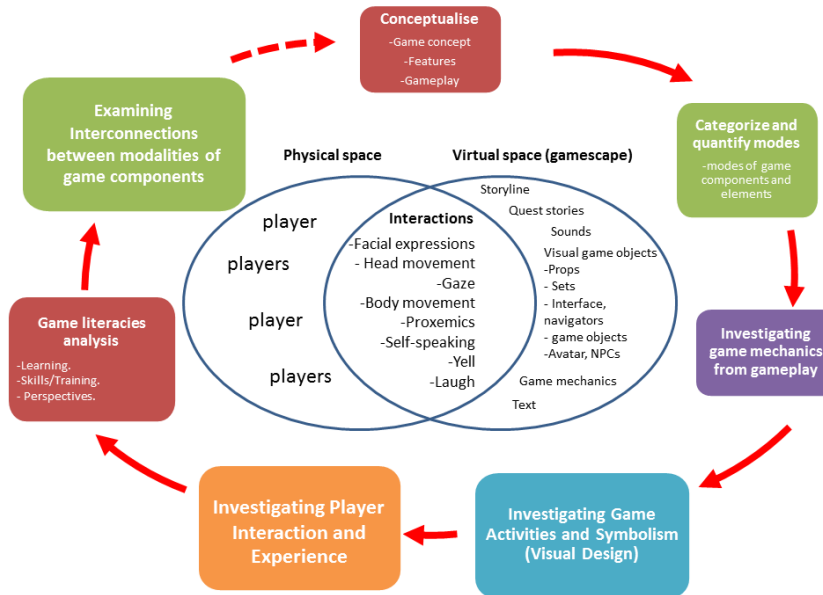 Conceptualise
-Game concept
-Features
-Gameplay
Examining
Interconnections
between modalities of
game components
Categorize and
quantify modes
-modes of game
components and
elements
Physical space
Virtual space (gamescape)
player
players
player
players
Interactions
-Facial expressions
- Head movement
-Gaze
-Body movement
-Proxemics
-Self-speaking
-Yell
-Laugh
Storyline
Quest stories
Sounds
Visual game objects
-Props
- Sets
- Interface,
navigators
- game objects
-Avatar, NPCs
Game mechanics
Text
Game literacies
analysis
-Learning.
-Skills/Training.
- Perspectives.
Investigating
game mechanics
from gameplay
Investigating Player
Interaction and
Experience
Investigating Game
Activities and Symbolism
(Visual Design)